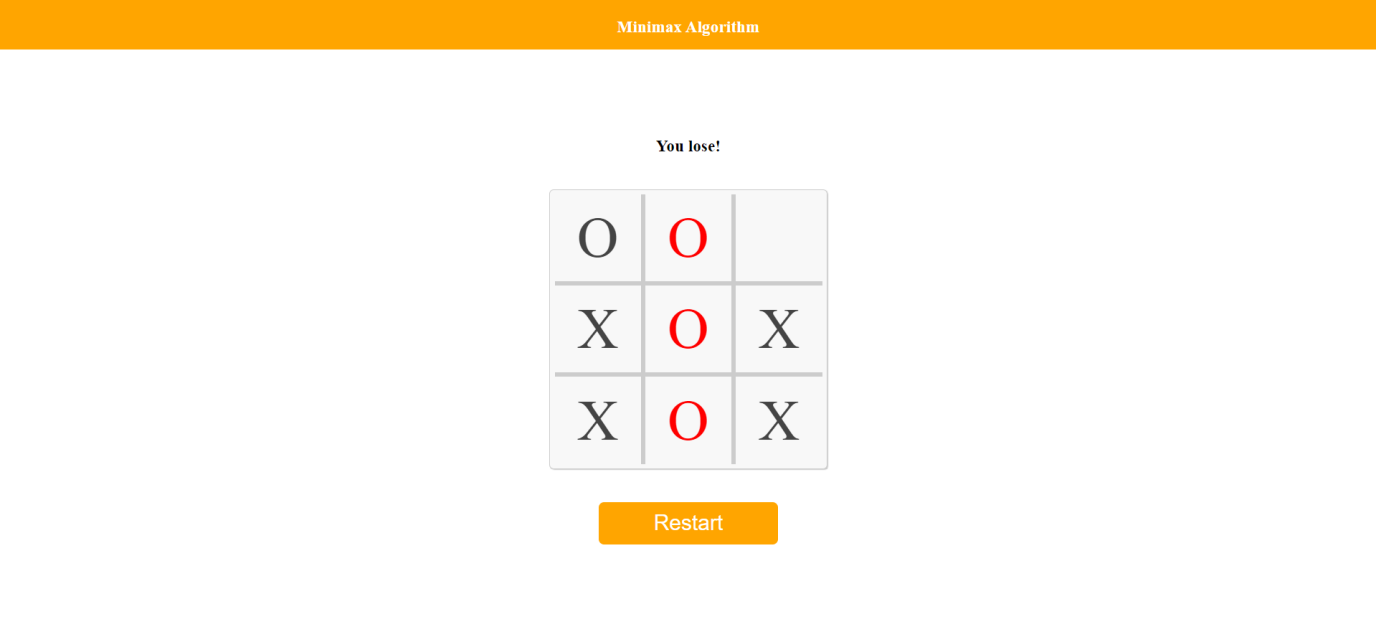 Minimax Algorithm
You lose!
O O
X O X
X O X
Restart